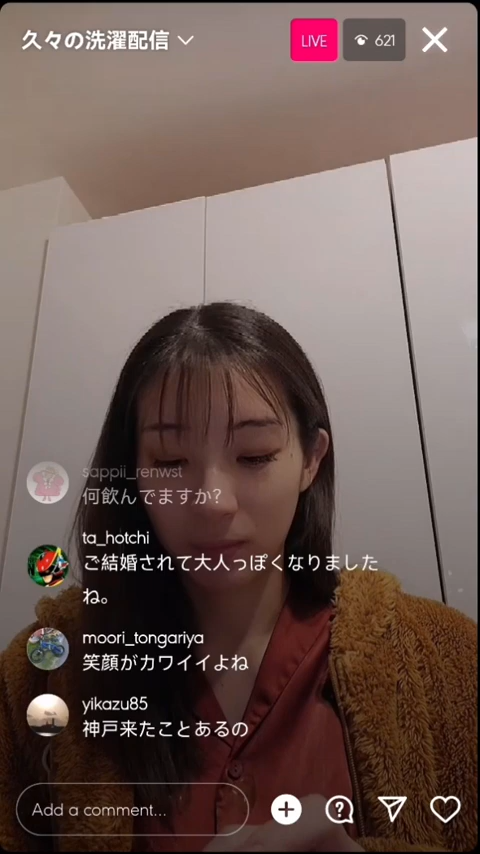 久々の洗濯配信
LIVE
621
sappii_renwst
何飲んでますか?
ta_hotchi
ご結婚されて大人っぽくなりました
ね。
moori_tongariya
笑顔がカワイイよね
yikazu85
神戸来たことあるの
Add a comment...